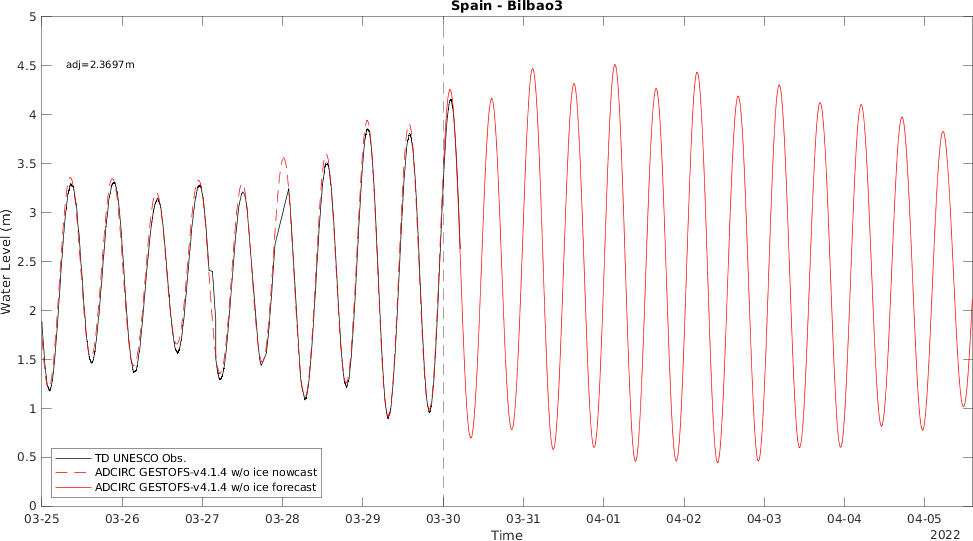 Spain - Bilbao3
adj=2.3697m
Water Level (m)
5
4.5
4
3.5
3
2.5
2
1.5
1
0.5
0
TD UNESCO Obs.
ADCIRC GESTOFS-v4.1.4 w/o ice nowcast
ADCIRC GESTOFS-v4.1.4 w/o ice forecast
03-25 03-26 03-27 03-28 03-29 03-30 03-31 04-01 04-02 04-03 04-04 04-05
Time
2022